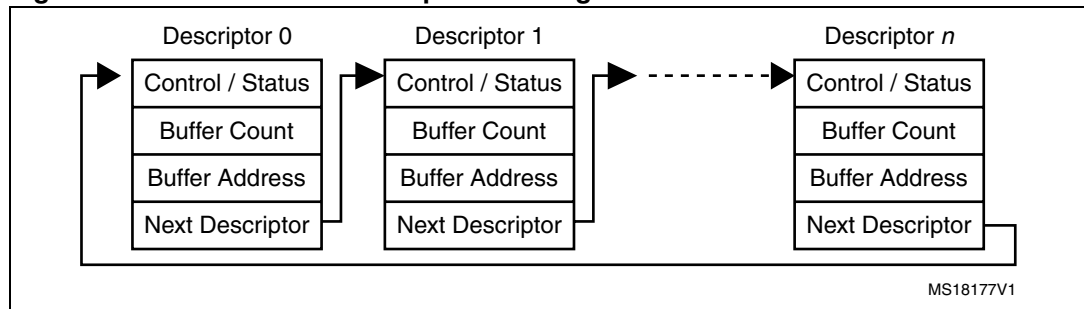 Descriptor 0 Descriptor 1 Descriptor n
Control / Status Control / Status Control / Status
Buffer Count Buffer Count Buffer Count
Buffer Address Buffer Address Buffer Address
Next Descriptor Next Descriptor Next Descriptor
MS18177V1